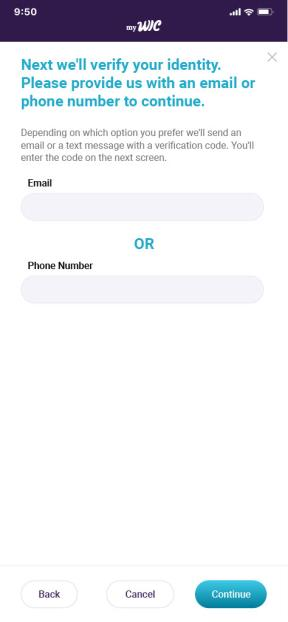 9:50
my WIC
Next we'll verify your identity.
Please provide us with an email or
phone number to continue.
Depending on which option you prefer we'll send an
email or a text message with a verification code. You'll
enter the code on the next screen.
Email
OR
Phone Number
Back Cancel Continue